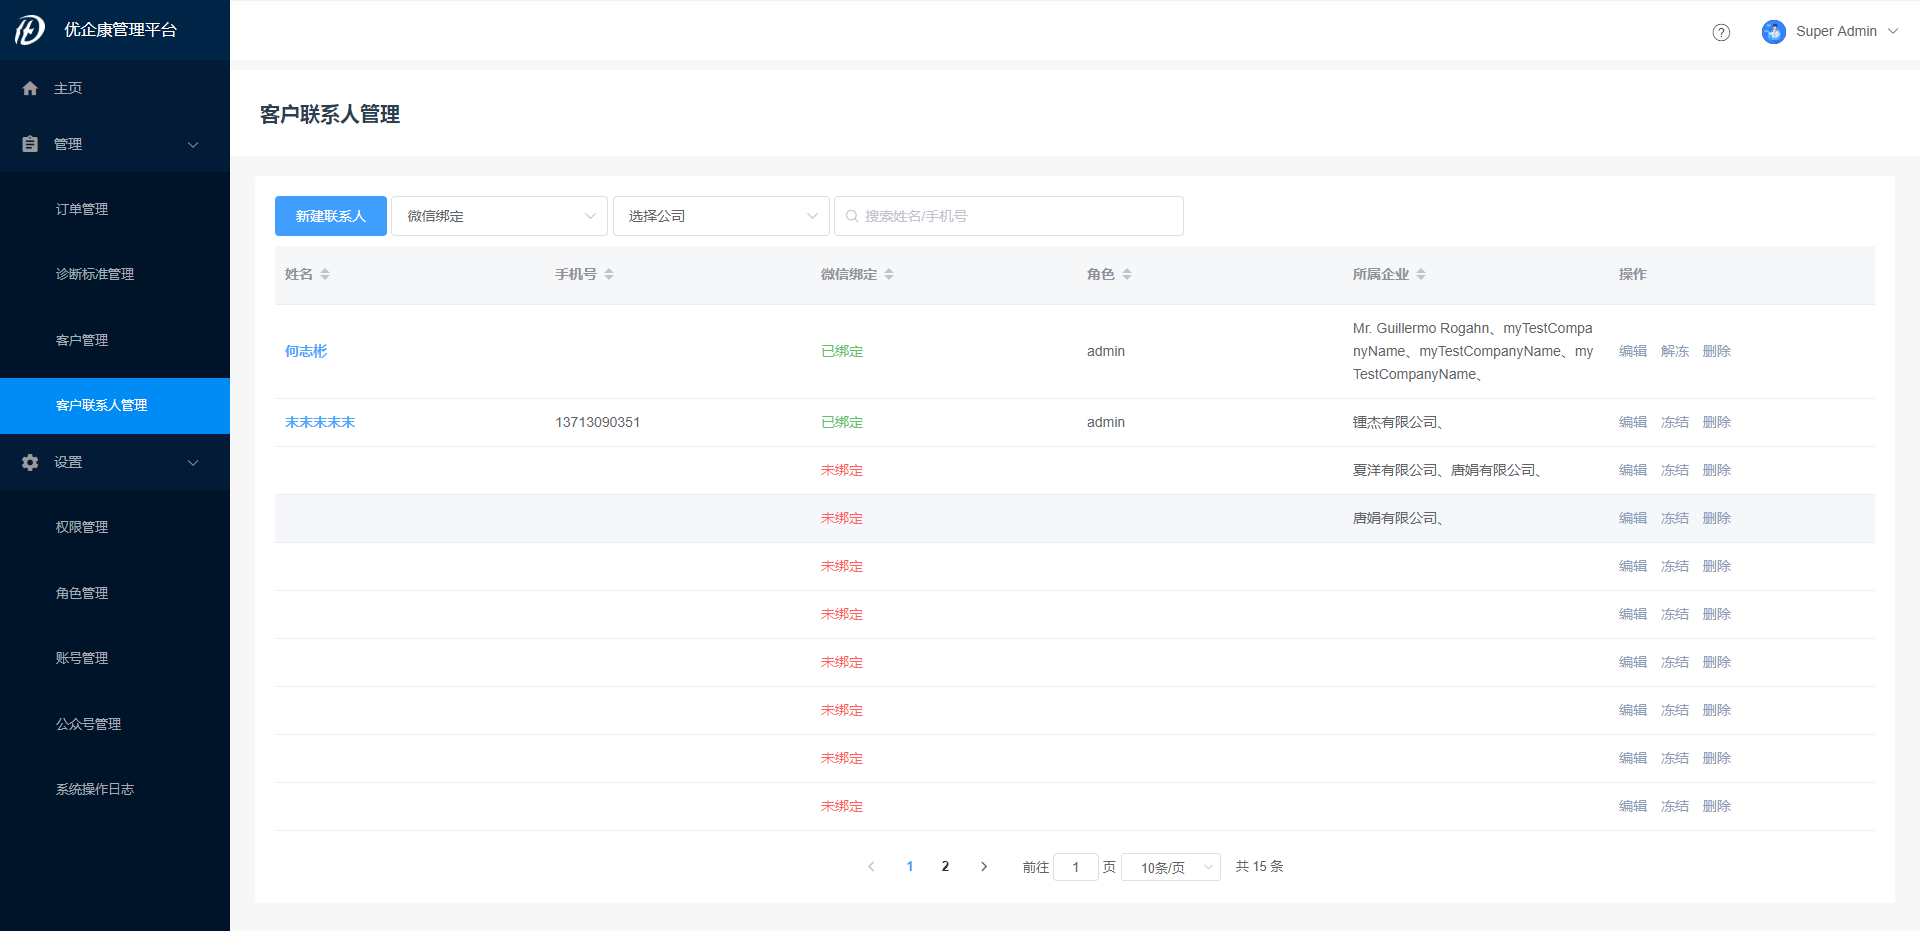 优企康管理平台
Super Admin
主页
管理
订单管理
诊断标准管理
客户管理
客户联系人管理
设置
权限管理
角色管理
账号管理
公众号管理
系统操作日志
客户联系人管理
新建联系人 微信绑定 选择公司 搜索姓名/手机号
姓名 手机号 微信绑定 角色 所属企业 操作
何志彬 已绑定 admin Mr. Guillermo Rogahn、myTestCompa
nyName、myTestCompanyName、my
TestCompanyName、 编辑 解冻 删除
末末末末末 13713090351 已绑定 admin 锺杰有限公司、 编辑 冻结 删除
未绑定 夏洋有限公司、唐娟有限公司、 编辑 冻结 删除
未绑定 唐娟有限公司、 编辑 冻结 删除
未绑定 编辑 冻结 删除
未绑定 编辑 冻结 删除
未绑定 编辑 冻结 删除
未绑定 编辑 冻结 删除
未绑定 编辑 冻结 删除
未绑定 编辑 冻结 删除
1 2 前往 1 页 10条/页 共 15 条